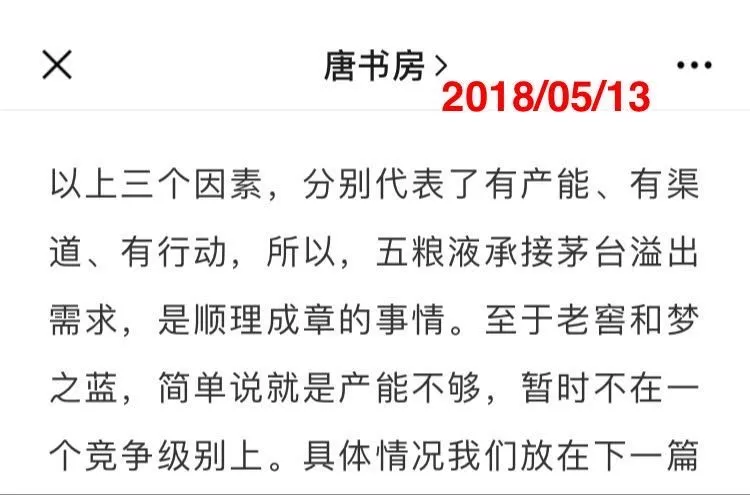 唐书房
2018/05/13
以上三个因素，分别代表了有产能、有渠
道、有行动，所以，五粮液承接茅台溢出
需求，是顺理成章的事情。至于老窖和梦
之蓝，简单说就是产能不够，暂时不在一
个竞争级别上。具体情况我们放在下一篇